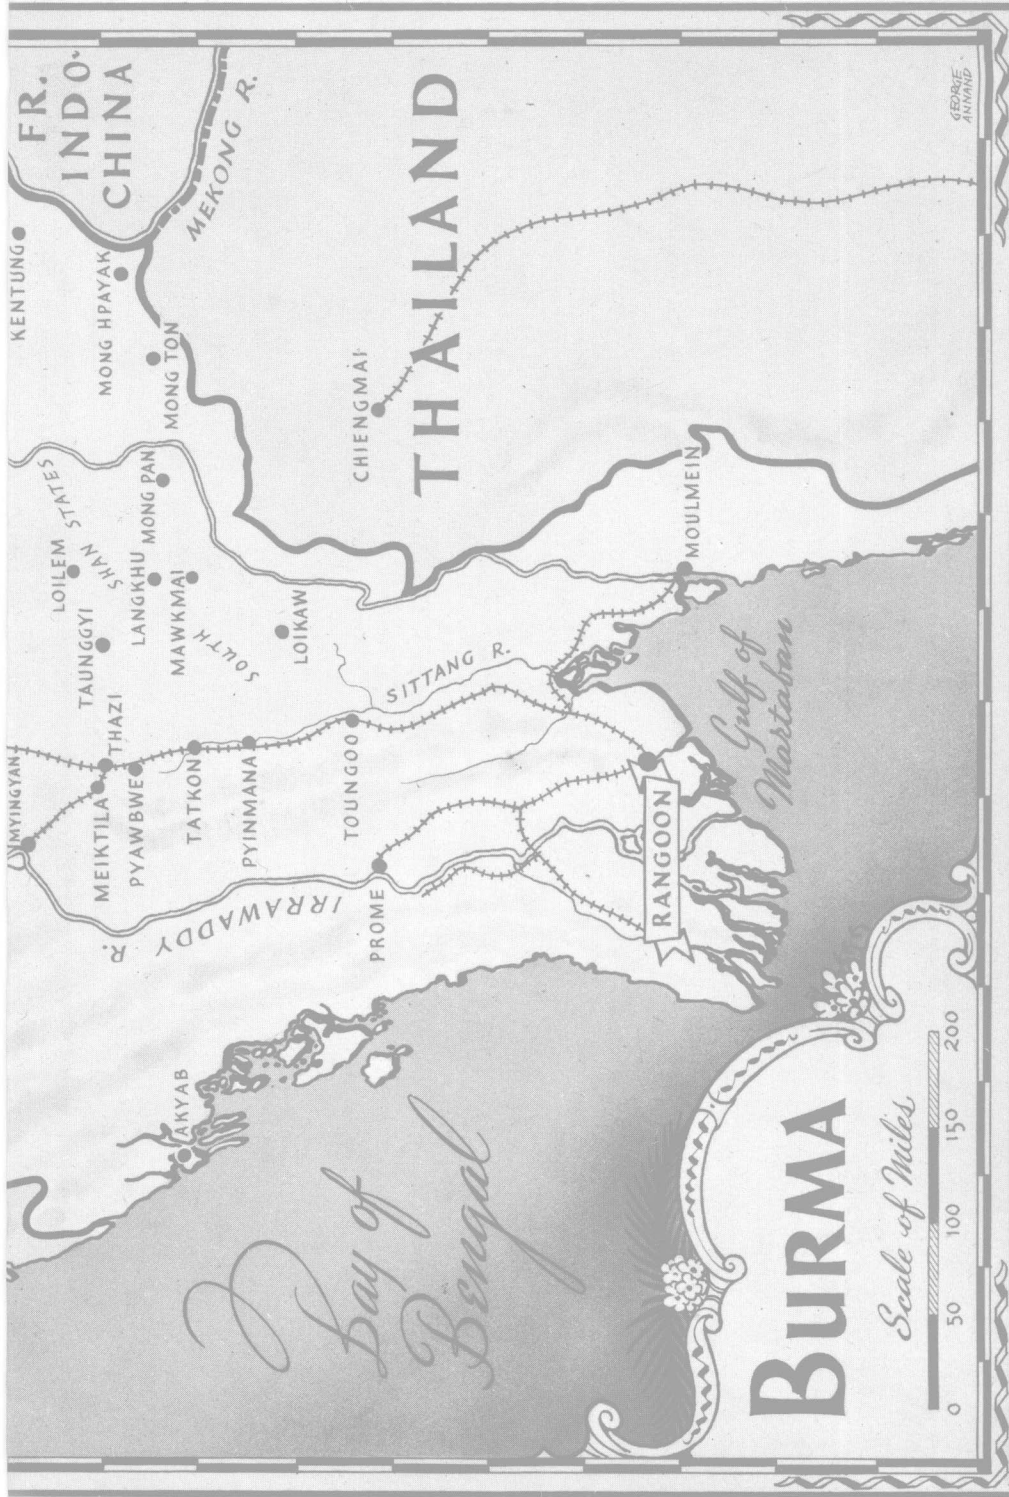 MYINGYAN
KENTUNG
FR.
INDO-
CHINA
LOILEM
SOUTH SHAN STATES
TAUNGGYI
MEIKTILA
THAZI
MONG HPAYAK
R.
IRRAWADDY
PYAWBWE
LANGKHU
MONG PAN
MONG TON
AKYAB
MAWKMAI
TATKON
MEKONG R.
PYINMANA
LOIKAW
TOUNGOO
CHIENGMAI
PROME
SITTANG R.
THAILAND
Bay of
Bengal
RANGOON
MOULMEIN
Gulf of
Martaban
BURMA
Scale of Miles
0 50 100 150 200
GEORGE
ANNAND